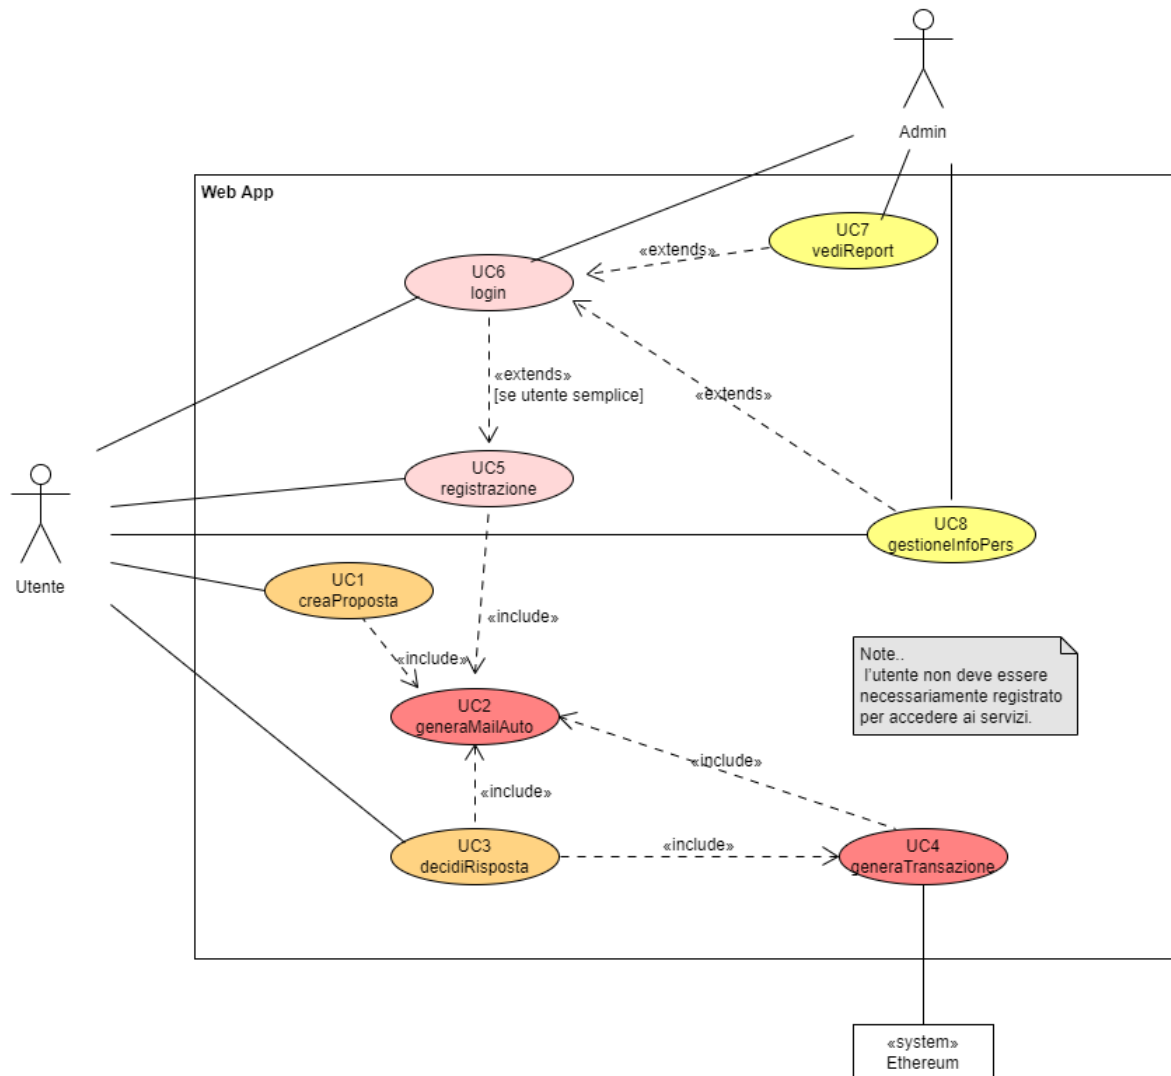 Admin
Web App
UC7
vediReport
«extends»
UC6
login
«extends»
[se utente semplice]
«extends»
UC5
registrazione
UC8
gestioneInfoPers
Utente
UC1
creaProposta
«include»
«include»
Note..
l'utente non deve essere
necessariamente registrato
per accedere ai servizi.
UC2
generaMailAuto
«include»
«include»
UC3
decidiRisposta
«include»
UC4
generaTransazione
«system»
Ethereum